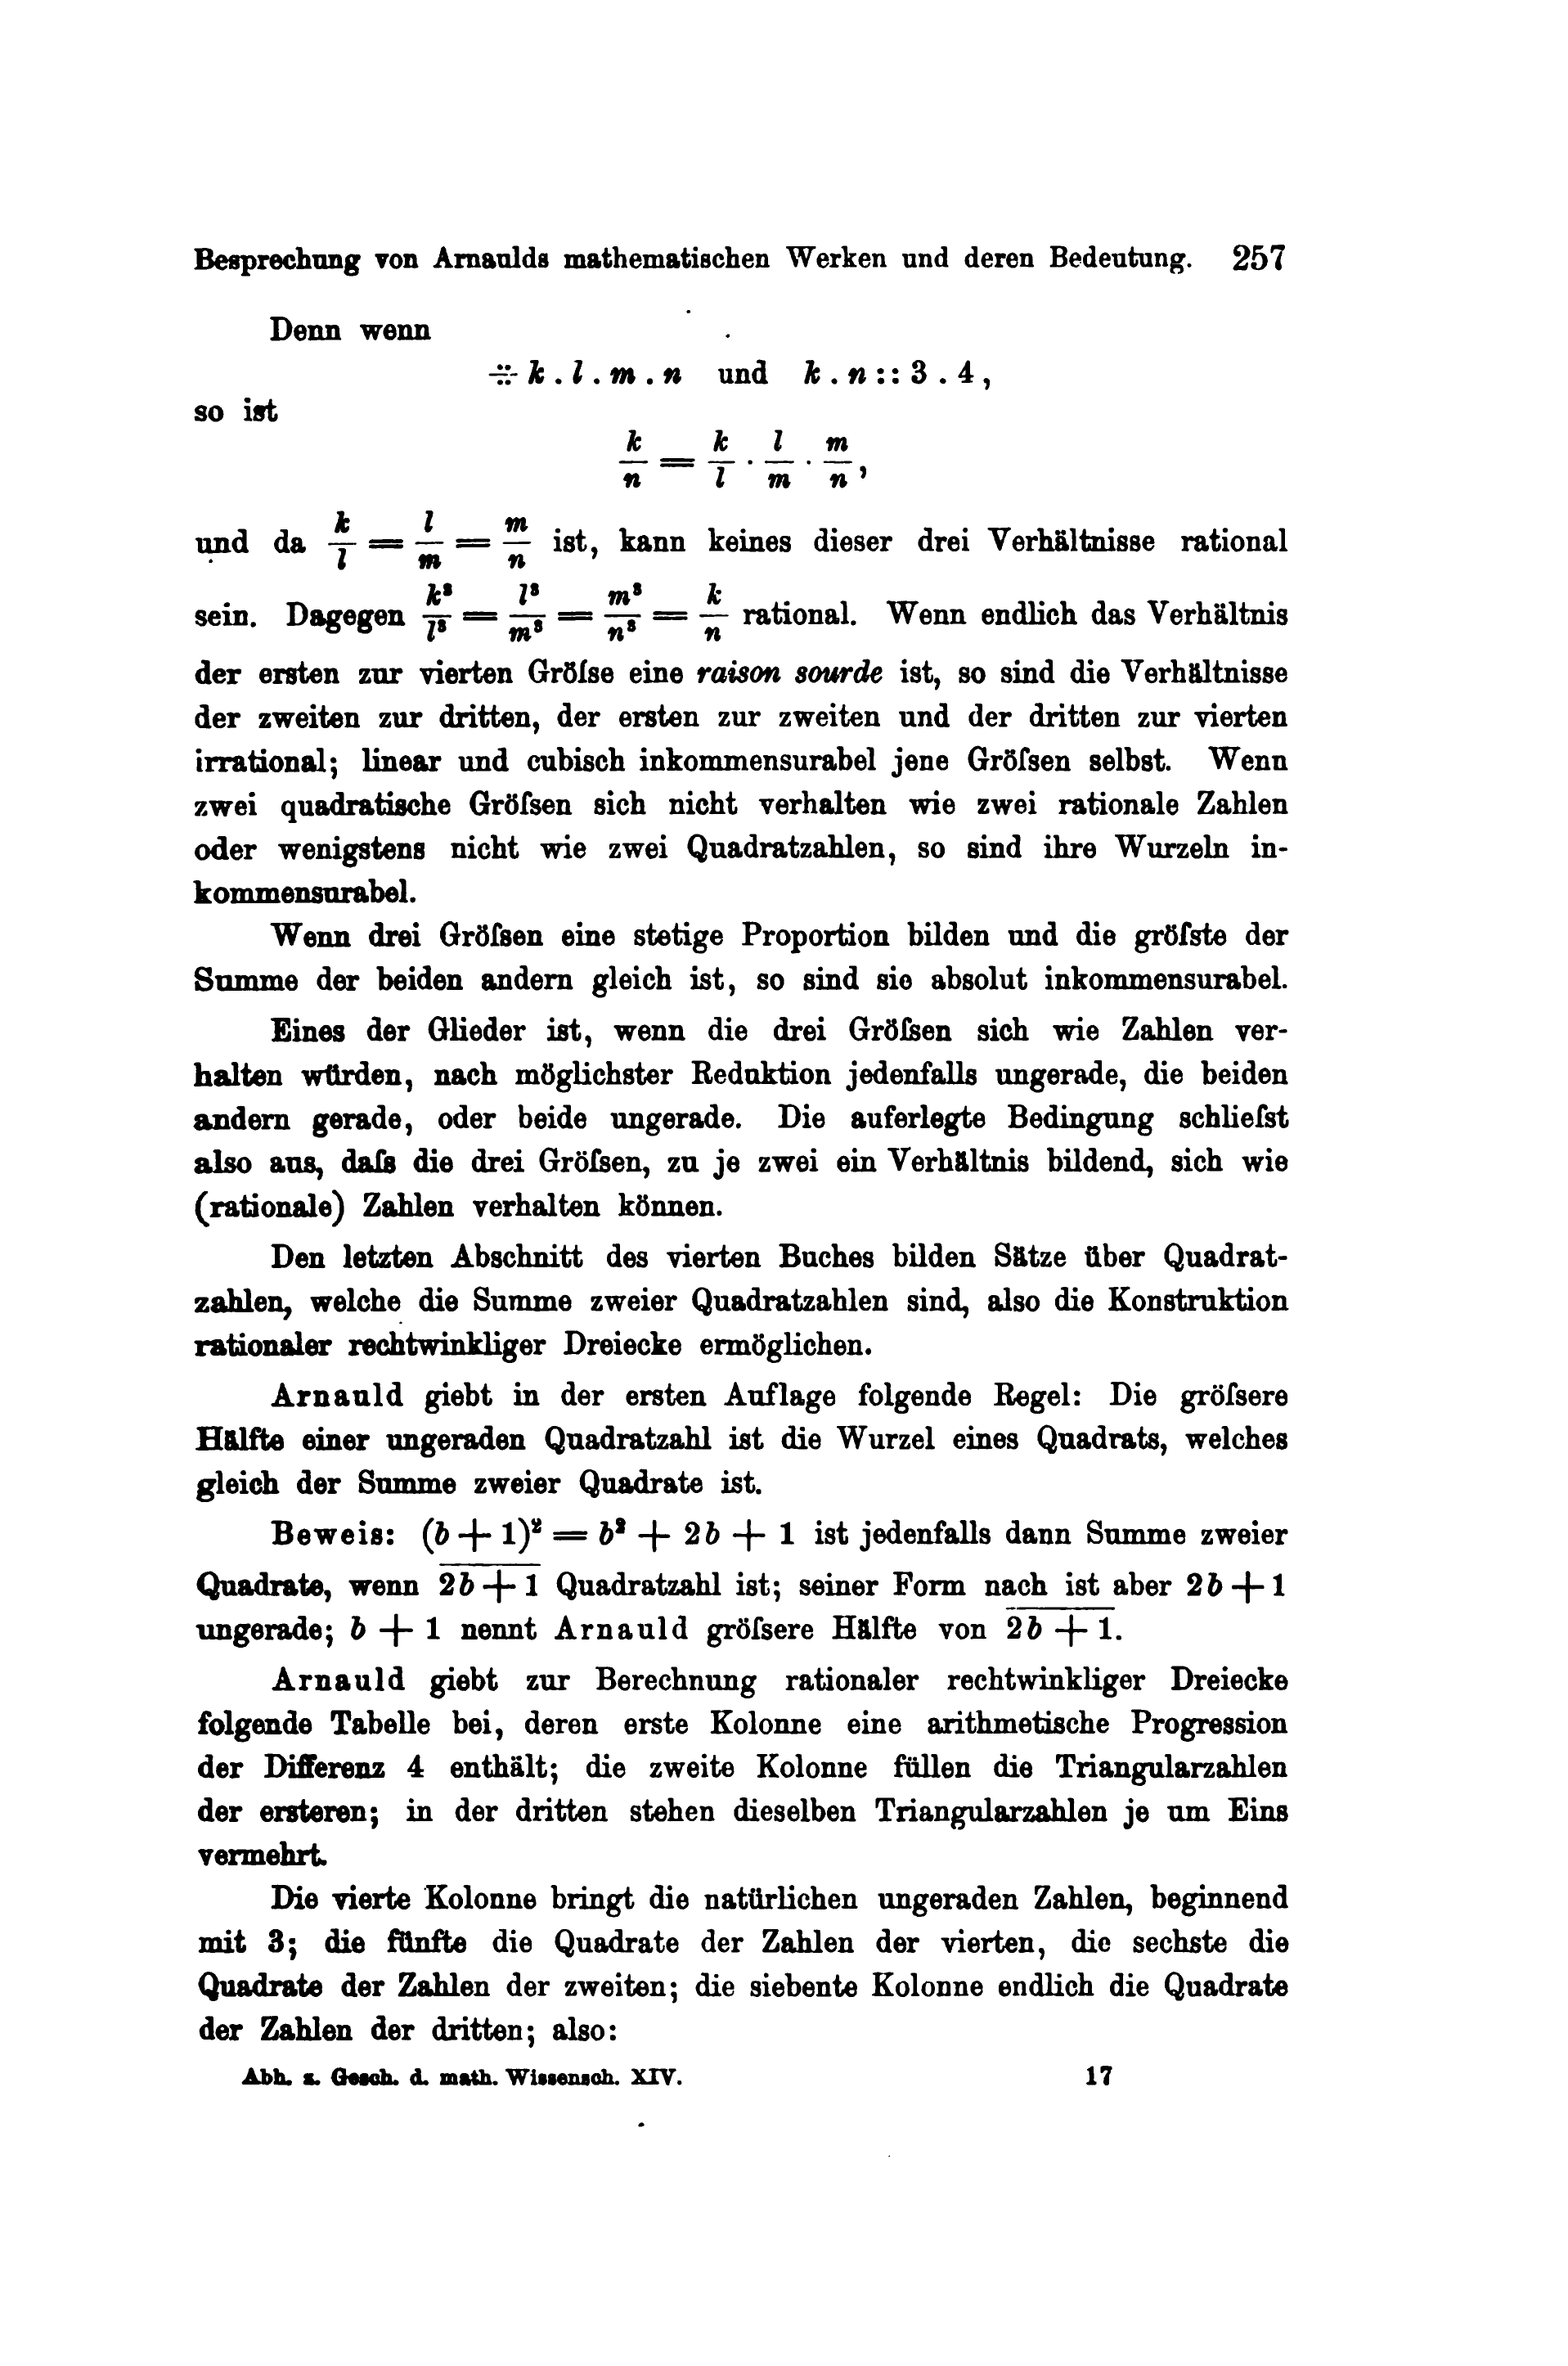 Besprechung von Arnaulds mathematischen Werken und deren Bedeutung. 257
Denn wenn
∺ k . l . m . n und k . n :: 3 . 4 ,
so ist
k/n = k/l · l/m · m/n ,
und da k/l = l/m = m/n ist, kann keines dieser drei Verhältnisse rational
sein. Dagegen k³/l³ = l³/m³ = m³/n³ = k/n rational. Wenn endlich das Verhältnis
der ersten zur vierten Gröſse eine raison sourde ist, so sind die Verhältnisse
der zweiten zur dritten, der ersten zur zweiten und der dritten zur vierten
irrational; linear und cubisch inkommensurabel jene Gröſsen selbst. Wenn
zwei quadratische Gröſsen sich nicht verhalten wie zwei rationale Zahlen
oder wenigstens nicht wie zwei Quadratzahlen, so sind ihre Wurzeln in-
kommensurabel.
Wenn drei Gröſsen eine stetige Proportion bilden und die gröſste der
Summe der beiden andern gleich ist, so sind sie absolut inkommensurabel.
Eines der Glieder ist, wenn die drei Gröſsen sich wie Zahlen ver-
halten würden, nach möglichster Reduktion jedenfalls ungerade, die beiden
andern gerade, oder beide ungerade. Die auferlegte Bedingung schlieſst
also aus, daſs die drei Gröſsen, zu je zwei ein Verhältnis bildend, sich wie
(rationale) Zahlen verhalten können.
Den letzten Abschnitt des vierten Buches bilden Sätze über Quadrat-
zahlen, welche die Summe zweier Quadratzahlen sind, also die Konstruktion
rationaler rechtwinkliger Dreiecke ermöglichen.
Arnauld giebt in der ersten Auflage folgende Regel: Die gröſsere
Hälfte einer ungeraden Quadratzahl ist die Wurzel eines Quadrats, welches
gleich der Summe zweier Quadrate ist.
Beweis: (b + 1)² = b² + 2b + 1 ist jedenfalls dann Summe zweier
Quadrate, wenn 2b + 1 Quadratzahl ist; seiner Form nach ist aber 2b + 1
ungerade; b + 1 nennt Arnauld gröſsere Hälfte von 2b + 1.
Arnauld giebt zur Berechnung rationaler rechtwinkliger Dreiecke
folgende Tabelle bei, deren erste Kolonne eine arithmetische Progression
der Differenz 4 enthält; die zweite Kolonne füllen die Triangularzahlen
der ersteren; in der dritten stehen dieselben Triangularzahlen je um Eins
vermehrt.
Die vierte Kolonne bringt die natürlichen ungeraden Zahlen, beginnend
mit 3; die fünfte die Quadrate der Zahlen der vierten, die sechste die
Quadrate der Zahlen der zweiten; die siebente Kolonne endlich die Quadrate
der Zahlen der dritten; also:
Abh. z. Gesch. d. math. Wissensch. XIV. 17